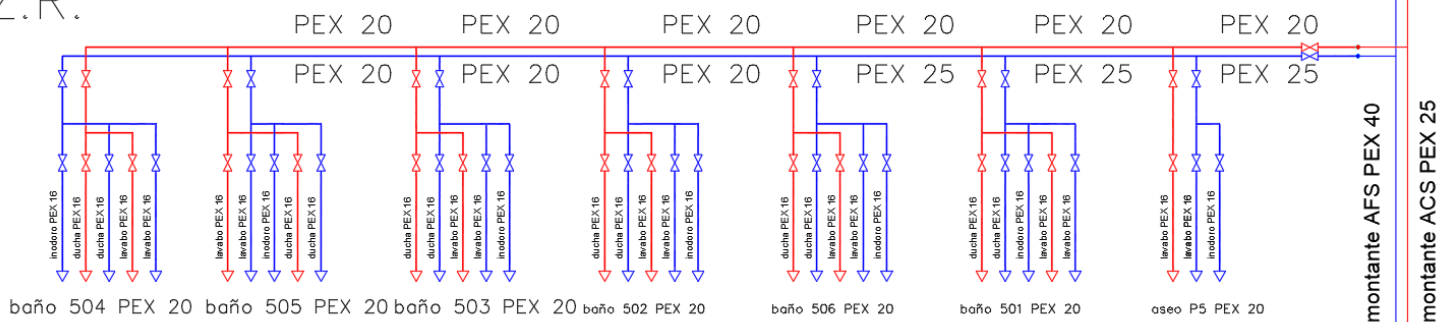 Z.R.
PEX 20 PEX 20 PEX 20 PEX 20 PEX 20 PEX 20
PEX 20 PEX 20 PEX 20 PEX 25 PEX 25 PEX 25
inodoro PEX 16
ducha PEX 16
ducha PEX 16
lavabo PEX 16
lavabo PEX 16
lavabo PEX 16
lavabo PEX 16
inodoro PEX 16
ducha PEX 16
ducha PEX 16
ducha PEX 16
ducha PEX 16
lavabo PEX 16
inodoro PEX 16
lavabo PEX 16
inodoro PEX 16
ducha PEX 16
lavabo PEX 16
lavabo PEX 16
ducha PEX 16
ducha PEX 16
ducha PEX 16
lavabo PEX 16
lavabo PEX 16
inodoro PEX 16
ducha PEX 16
ducha PEX 16
inodoro PEX 16
lavabo PEX 16
lavabo PEX 16
lavabo PEX 16
lavabo PEX 16
inodoro PEX 16
baño 504 PEX 20 baño 505 PEX 20 baño 503 PEX 20 baño 502 PEX 20 baño 506 PEX 20 baño 501 PEX 20 aseo P5 PEX 20
montante AFS PEX 40
montante ACS PEX 25